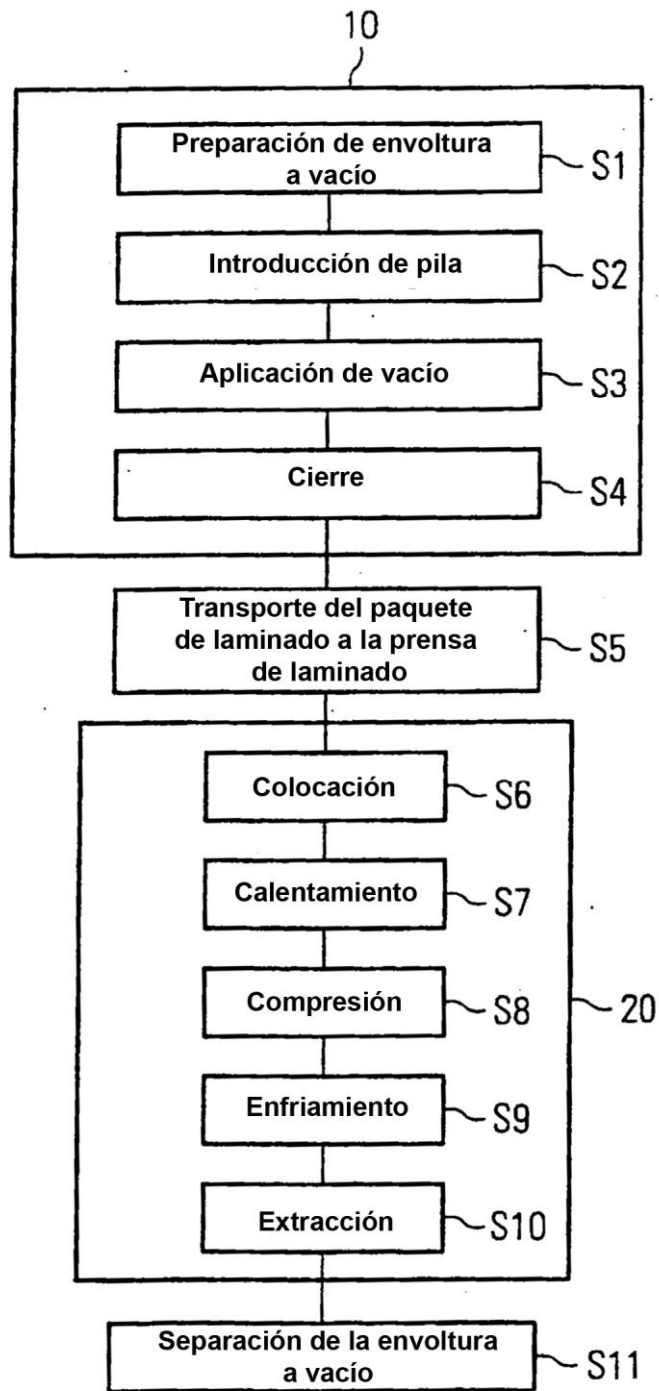 10
Preparación de envoltura
a vacío
S1
Introducción de pila
S2
Aplicación de vacío
S3
Cierre
S4
Transporte del paquete
de laminado a la prensa
de laminado
S5
Colocación
S6
Calentamiento
S7
Compresión
S8
20
Enfriamiento
S9
Extracción
S10
Separación de la envoltura
a vacío
S11